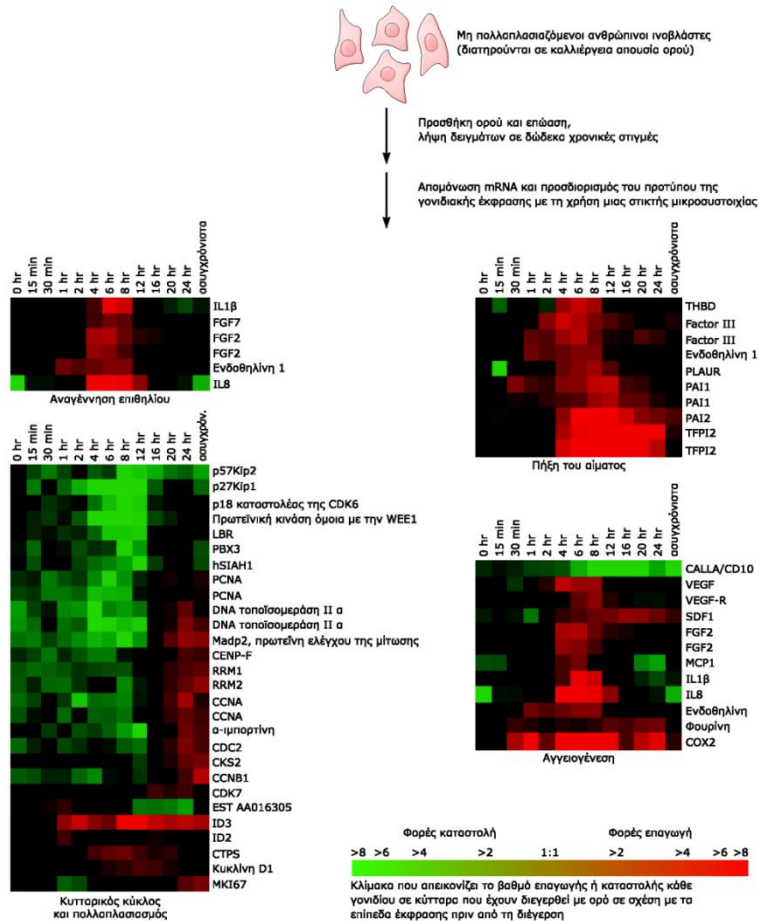 Μη πολλαπλασιαζόμενοι ανθρώπινοι ινοβλάστες
(διατηρούνται σε καλλιέργεια απουσία ορού)
Προσθήκη ορού και επώαση,
λήψη δειγμάτων σε δώδεκα χρονικές στιγμές
Απομόνωση mRNA και προσδιορισμός του προτύπου της
γονιδιακής έκφρασης με τη χρήση μιας στικτής μικροσυστοιχίας
0 hr
15 min
30 min
1 hr
2 hr
4 hr
6 hr
8 hr
12 hr
16 hr
20 hr
24 hr
ασυγχρόνιστα
IL1β
FGF7
FGF2
FGF2
Ενδοθηλίνη 1
IL8
Αναγέννηση επιθηλίου
0 hr
15 min
30 min
1 hr
2 hr
4 hr
6 hr
8 hr
12 hr
16 hr
20 hr
24 hr
ασυγχρόν.
p57Kip2
p27Kip1
p18 καταστολέας της CDK6
Πρωτεϊνική κινάση όμοια με την WEE1
LBR
PBX3
hSIAH1
PCNA
PCNA
DNA τοποϊσομεράση II α
DNA τοποϊσομεράση II α
Madp2, πρωτεΐνη ελέγχου της μίτωσης
CENP-F
RRM1
RRM2
CCNA
CCNA
α-ιμπορτίνη
CDC2
CKS2
CCNB1
CDK7
EST AA016305
ID3
ID2
CTPS
Κυκλίνη D1
MKI67
Κυτταρικός κύκλος
και πολλαπλασιασμός
0 hr
15 min
30 min
1 hr
2 hr
4 hr
6 hr
8 hr
12 hr
16 hr
20 hr
24 hr
ασυγχρόνιστα
THBD
Factor III
Factor III
Ενδοθηλίνη 1
PLAUR
PAI1
PAI1
PAI2
TFPI2
TFPI2
Πήξη του αίματος
0 hr
15 min
30 min
1 hr
2 hr
4 hr
6 hr
8 hr
12 hr
16 hr
20 hr
24 hr
ασυγχρόνιστα
CALLA/CD10
VEGF
VEGF-R
SDF1
FGF2
FGF2
MCP1
IL1β
IL8
Ενδοθηλίνη
Φουρίνη
COX2
Αγγειογένεση
Φορές καταστολή Φορές επαγωγή
>8 >6 >4 >2 1:1 >2 >4 >6 >8
Κλίμακα που απεικονίζει το βαθμό επαγωγής ή καταστολής κάθε
γονιδίου σε κύτταρα που έχουν διεγερθεί με ορό σε σχέση με τα
επίπεδα έκφρασης πριν από τη διέγερση